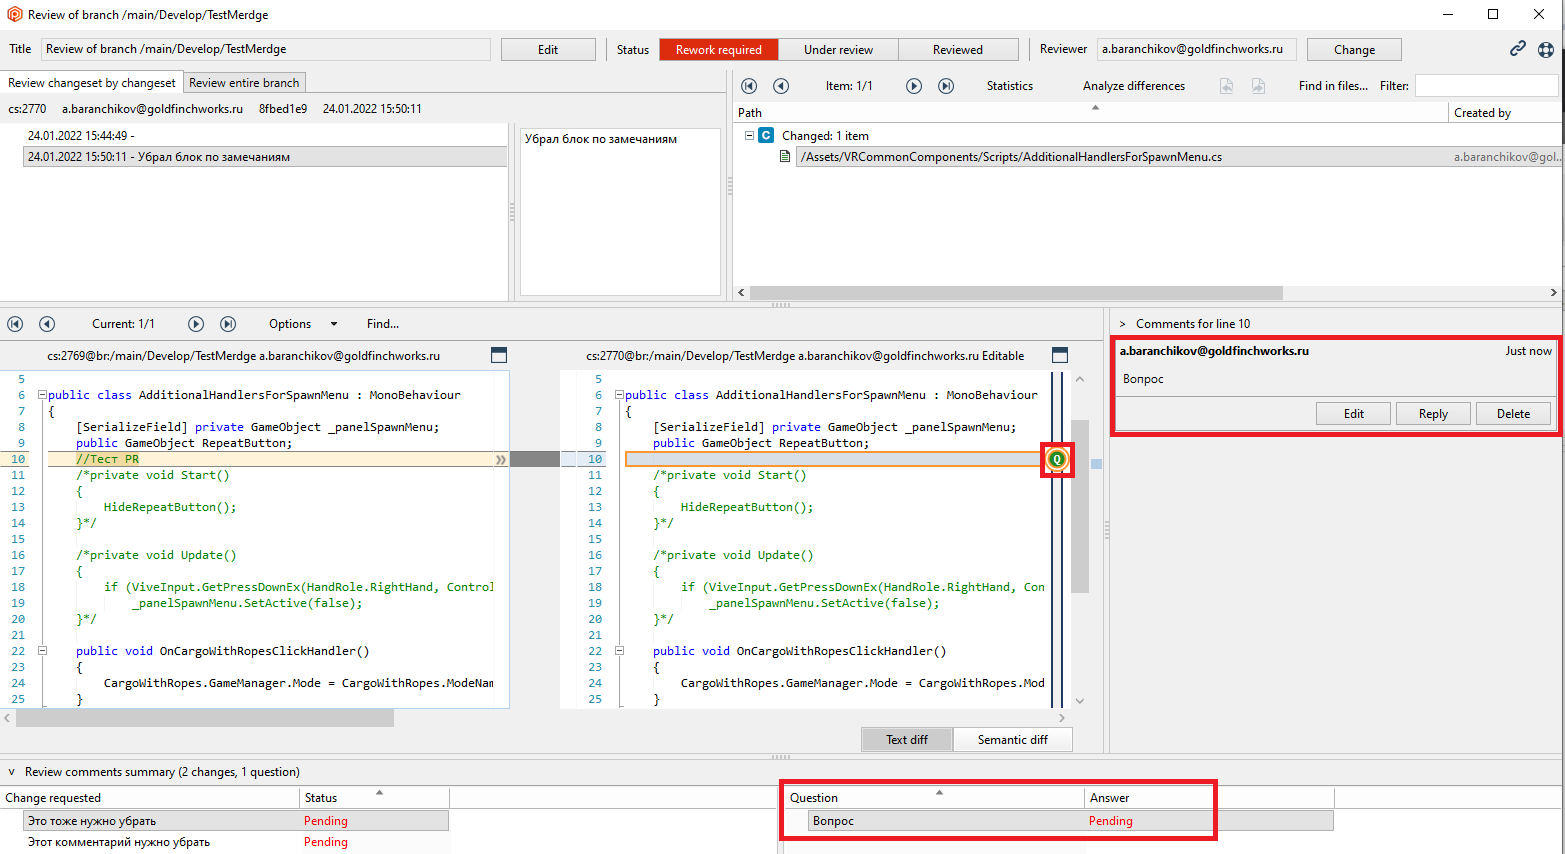 Review of branch /main/Develop/TestMerdge
Title Review of branch /main/Develop/TestMerdge Edit Status Rework required Under review Reviewed Reviewer a.baranchikov@goldfinchworks.ru Change
Review changeset by changeset Review entire branch
cs:2770 a.baranchikov@goldfinchworks.ru 8fbed1e9 24.01.2022 15:50:11
24.01.2022 15:44:49 -
24.01.2022 15:50:11 - Убрал блок по замечаниям
Убрал блок по замечаниям
Item: 1/1 Statistics Analyze differences Find in files... Filter:
Path Created by
C Changed: 1 item
/Assets/VRCommonComponents/Scripts/AdditionalHandlersForSpawnMenu.cs a.baranchikov@gol...
Current: 1/1 Options Find...
cs:2769@br:/main/Develop/TestMerdge a.baranchikov@goldfinchworks.ru
5
6 public class AdditionalHandlersForSpawnMenu : MonoBehaviour
7 {
8 [SerializeField] private GameObject _panelSpawnMenu;
9 public GameObject RepeatButton;
10 //Тест PR
11 /*private void Start()
12 {
13 HideRepeatButton();
14 }*/
15
16 /*private void Update()
17 {
18 if (ViveInput.GetPressDownEx(HandRole.RightHand, Control
19 _panelSpawnMenu.SetActive(false);
20 }*/
21
22 public void OnCargoWithRopesClickHandler()
23 {
24 CargoWithRopes.GameManager.Mode = CargoWithRopes.ModeNam
25 }
cs:2770@br:/main/Develop/TestMerdge a.baranchikov@goldfinchworks.ru Editable
5
6 public class AdditionalHandlersForSpawnMenu : MonoBehaviour
7 {
8 [SerializeField] private GameObject _panelSpawnMenu;
9 public GameObject RepeatButton;
10 Q
11 /*private void Start()
12 {
13 HideRepeatButton();
14 }*/
15
16 /*private void Update()
17 {
18 if (ViveInput.GetPressDownEx(HandRole.RightHand, Con
19 _panelSpawnMenu.SetActive(false);
20 }*/
21
22 public void OnCargoWithRopesClickHandler()
23 {
24 CargoWithRopes.GameManager.Mode = CargoWithRopes.Mod
25 }
Text diff Semantic diff
> Comments for line 10
a.baranchikov@goldfinchworks.ru Just now
Вопрос
Edit Reply Delete
Review comments summary (2 changes, 1 question)
Change requested Status
Это тоже нужно убрать Pending
Этот комментарий нужно убрать Pending
Question Answer
Вопрос Pending